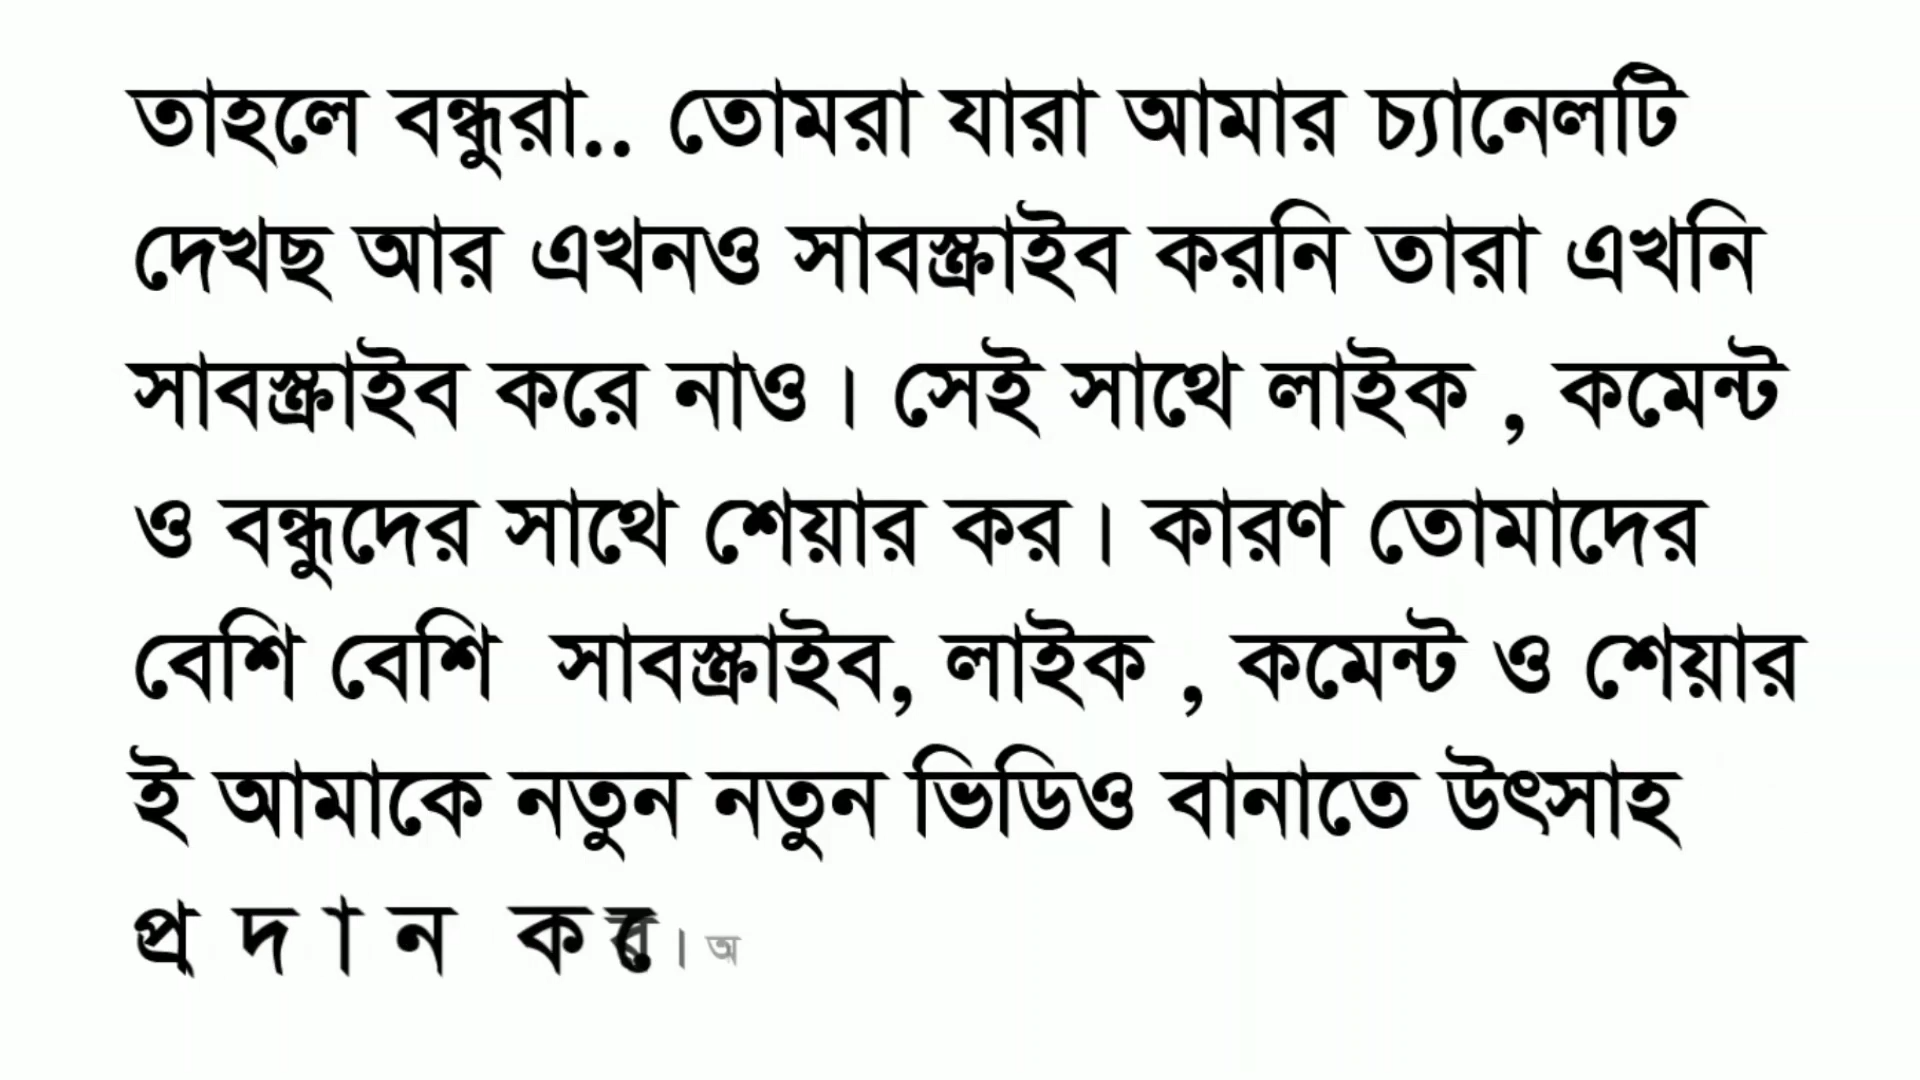 তাহলে বন্ধুরা.. তোমরা যারা আমার চ্যানেলটি
দেখছ আর এখনও সাবস্ক্রাইব করনি তারা এখনি
সাবস্ক্রাইব করে নাও । সেই সাথে লাইক , কমেন্ট
ও বন্ধুদের সাথে শেয়ার কর । কারণ তোমাদের
বেশি বেশি সাবস্ক্রাইব, লাইক , কমেন্ট ও শেয়ার
ই আমাকে নতুন নতুন ভিডিও বানাতে উৎসাহ
প্রদান করে । অ